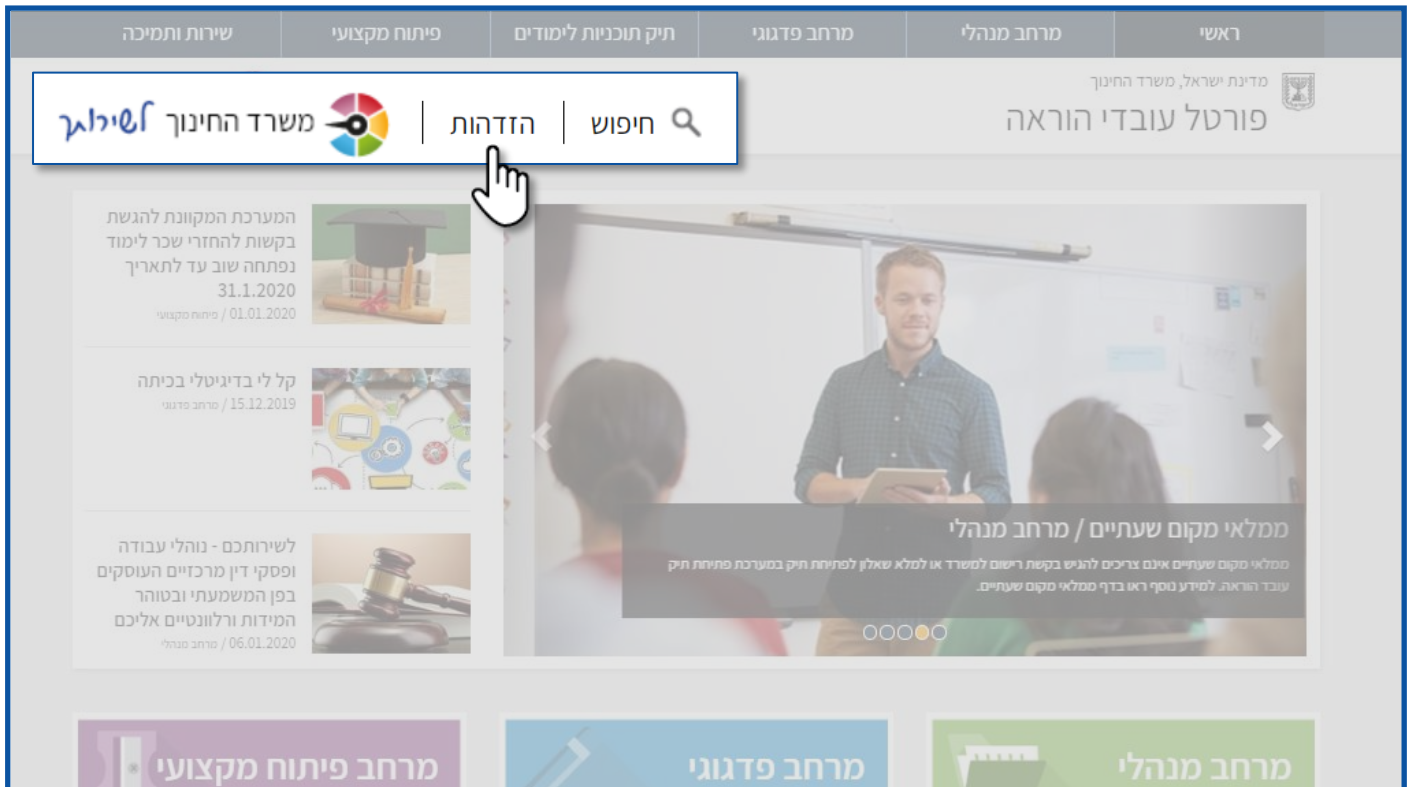 ראשי
מרחב מנהלי
מרחב פדגוגי
תיק תוכניות לימודים
פיתוח מקצועי
שירות ותמיכה
מדינת ישראל, משרד החינוך
פורטל עובדי הוראה
חיפוש
הזדהות
משרד החינוך לשירותך
ממלאי מקום שעתיים / מרחב מנהלי
ממלאי מקום שעתיים אינם צריכים להגיש בקשת רישום למשרד או למלא שאלון לפתיחת תיק במערכת פתיחת תיק
עובד הוראה. למידע נוסף ראו בדף ממלאי מקום שעתיים.
המערכת המקוונת להגשת
בקשות להחזרי שכר לימוד
נפתחה שוב עד לתאריך
31.1.2020
01.01.2020 / פיתוח מקצועי
קל לי בדיגיטלי בכיתה
15.12.2019 / מרחב פדגוגי
לשירותכם - נוהלי עבודה
ופסקי דין מרכזיים העוסקים
בפן המשמעתי ובטוהר
המידות ורלוונטיים אליכם
06.01.2020 / מרחב מנהלי
מרחב מנהלי
מרחב פדגוגי
מרחב פיתוח מקצועי